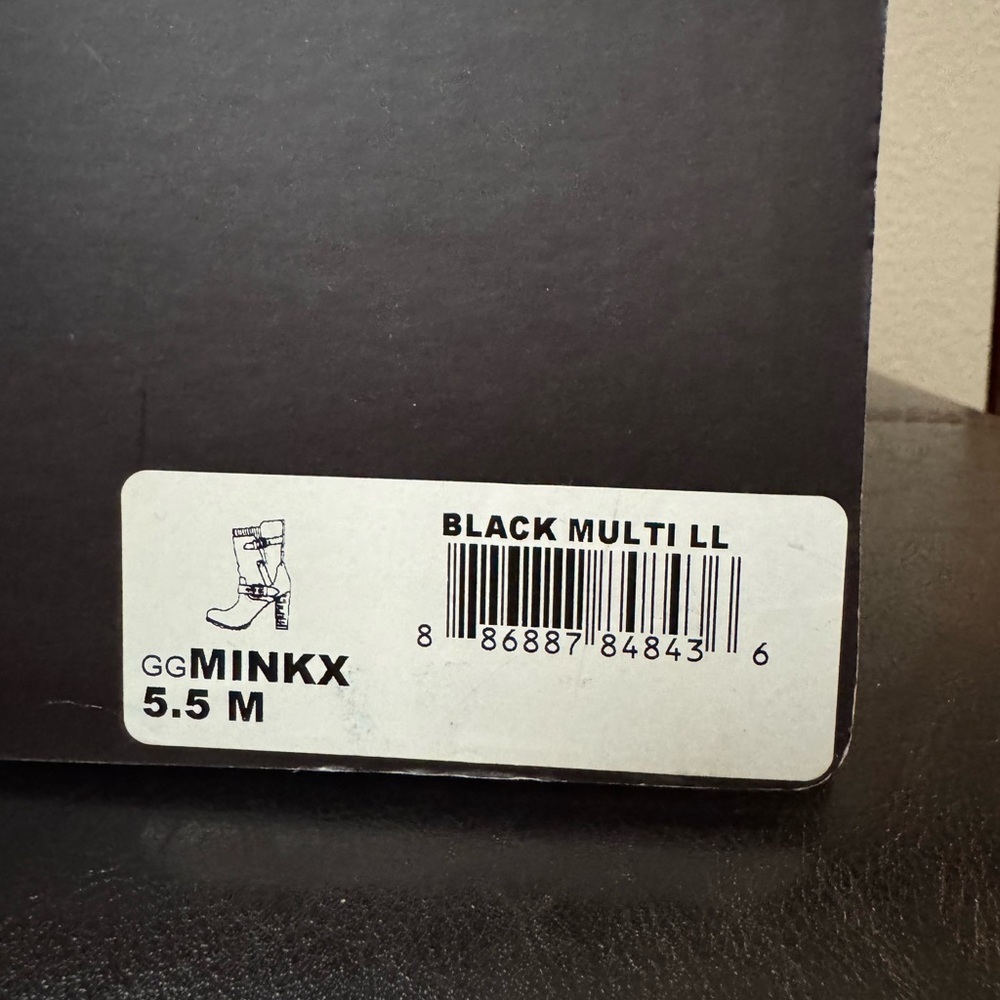 BLACK MULTI LL
8 86887 84843 6
GGMINKX
5.5 M